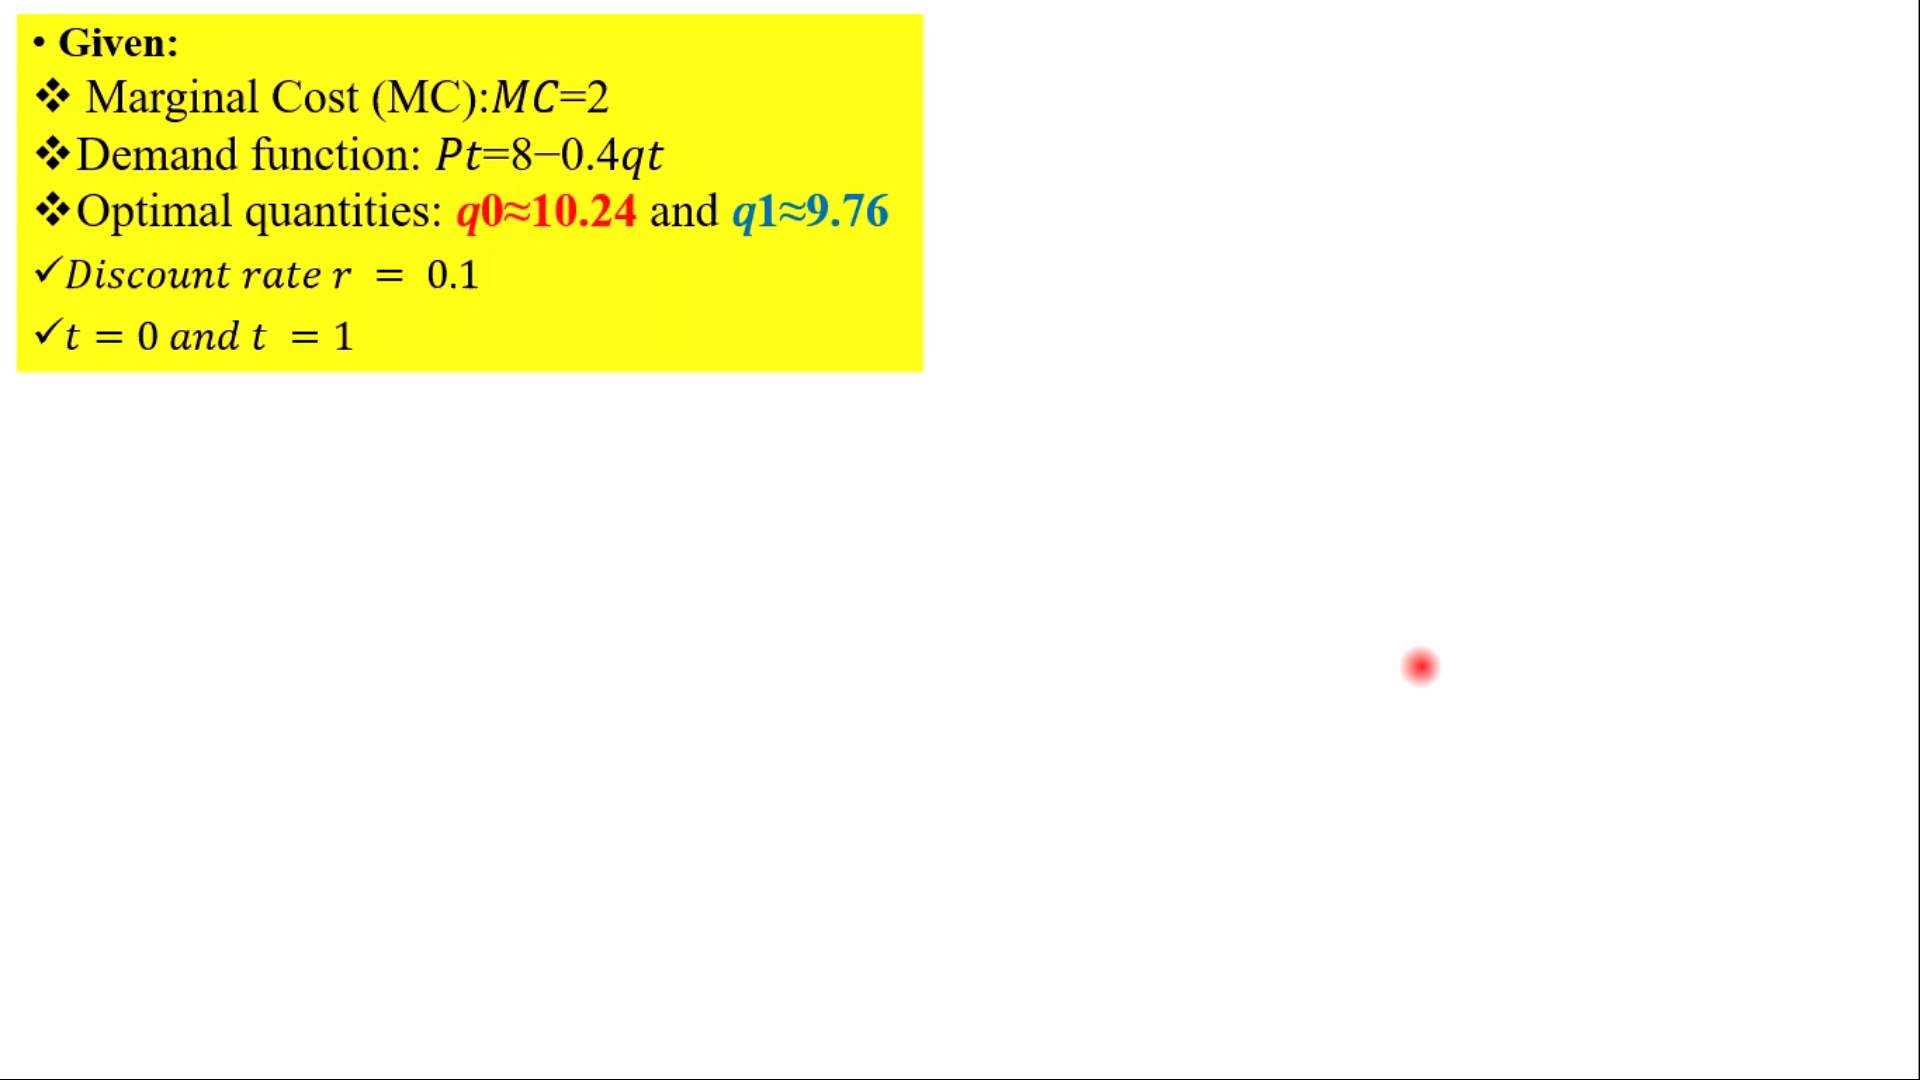 • Given:
❖ Marginal Cost (MC):𝑀𝐶=2
❖Demand function: 𝑃𝑡=8−0.4𝑞𝑡
❖Optimal quantities: 𝒒0≈10.24 and 𝒒1≈9.76
✓𝐷𝑖𝑠𝑐𝑜𝑢𝑛𝑡 𝑟𝑎𝑡𝑒 𝑟 = 0.1
✓𝑡 = 0 𝑎𝑛𝑑 𝑡 = 1